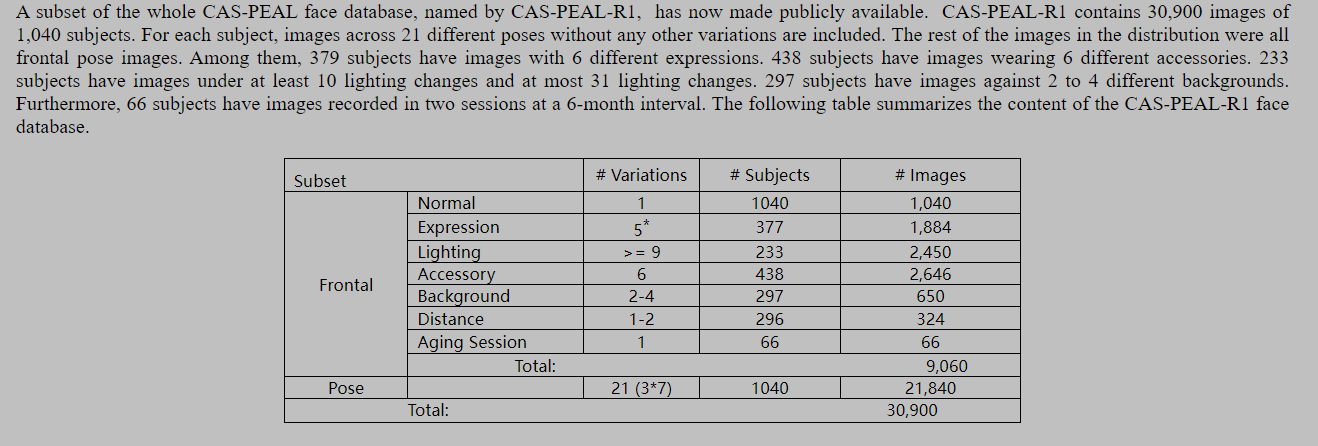 A subset of the whole CAS-PEAL face database, named by CAS-PEAL-R1, has now made publicly available. CAS-PEAL-R1 contains 30,900 images of
1,040 subjects. For each subject, images across 21 different poses without any other variations are included. The rest of the images in the distribution were all
frontal pose images. Among them, 379 subjects have images with 6 different expressions. 438 subjects have images wearing 6 different accessories. 233
subjects have images under at least 10 lighting changes and at most 31 lighting changes. 297 subjects have images against 2 to 4 different backgrounds.
Furthermore, 66 subjects have images recorded in two sessions at a 6-month interval. The following table summarizes the content of the CAS-PEAL-R1 face
database.
Subset # Variations # Subjects # Images
Normal 1 1040 1,040
Expression 5* 377 1,884
Lighting >= 9 233 2,450
Accessory 6 438 2,646
Frontal
Background 2-4 297 650
Distance 1-2 296 324
Aging Session 1 66 66
Total: 9,060
Pose 21 (3*7) 1040 21,840
Total: 30,900